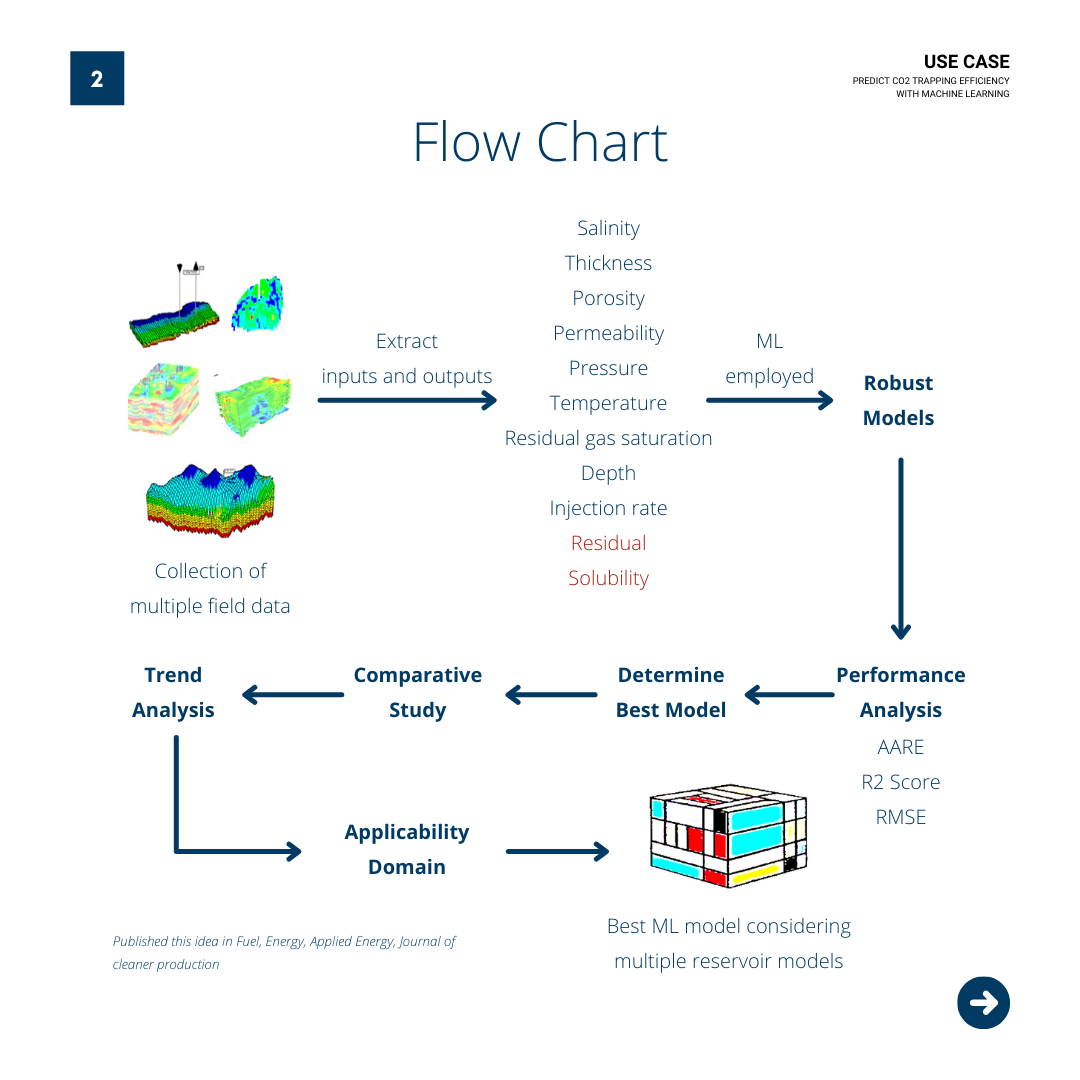 2
USE CASE
PREDICT CO2 TRAPPING EFFICIENCY
WITH MACHINE LEARNING
Flow Chart
Collection of
multiple field data
Extract
inputs and outputs
Salinity
Thickness
Porosity
Permeability
Pressure
Temperature
Residual gas saturation
Depth
Injection rate
Residual
Solubility
ML
employed
Robust
Models
Performance
Analysis
AARE
R2 Score
RMSE
Determine
Best Model
Comparative
Study
Trend
Analysis
Applicability
Domain
Best ML model considering
multiple reservoir models
Published this idea in Fuel, Energy, Applied Energy, Journal of
cleaner production